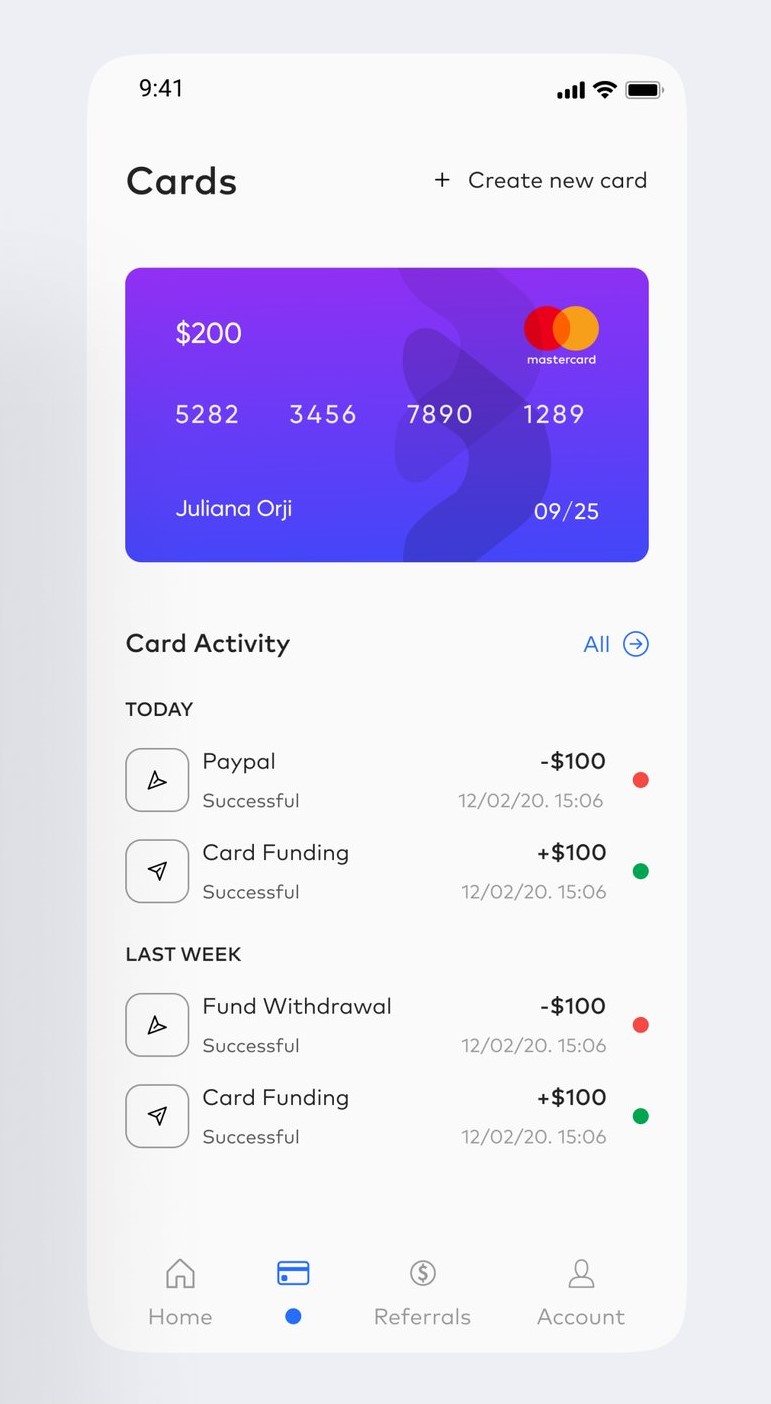 9:41
Cards
+ Create new card
$200
mastercard
5282 3456 7890 1289
Juliana Orji
09/25
Card Activity
All
TODAY
Paypal -$100
Successful 12/02/20. 15:06
Card Funding +$100
Successful 12/02/20. 15:06
LAST WEEK
Fund Withdrawal -$100
Successful 12/02/20. 15:06
Card Funding +$100
Successful 12/02/20. 15:06
$
Home Referrals Account